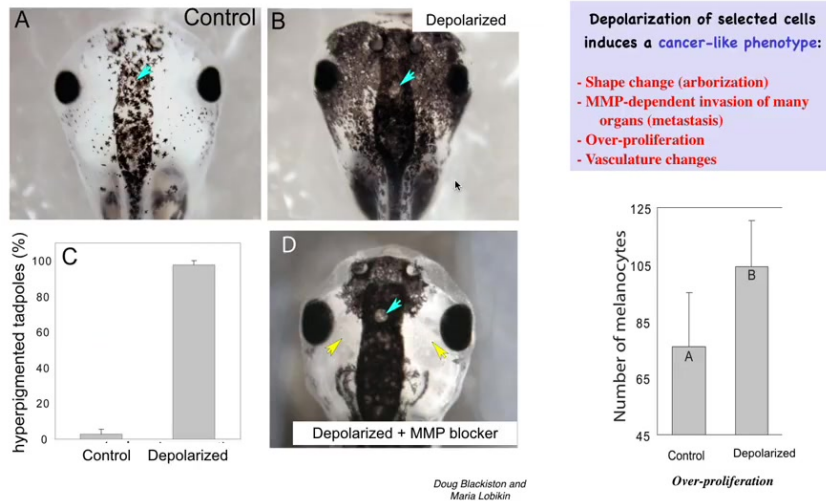 A
Control
B
Depolarized
Depolarization of selected cells
induces a cancer-like phenotype:
- Shape change (arborization)
- MMP-dependent invasion of many
organs (metastasis)
- Over-proliferation
- Vasculature changes
C
hyperpigmented tadpoles (%)
100
80
60
40
20
0
Control
Depolarized
D
Depolarized + MMP blocker
Doug Blackiston and
Maria Lobikin
Number of melanocytes
125
105
85
65
45
A
B
Control
Depolarized
Over-proliferation